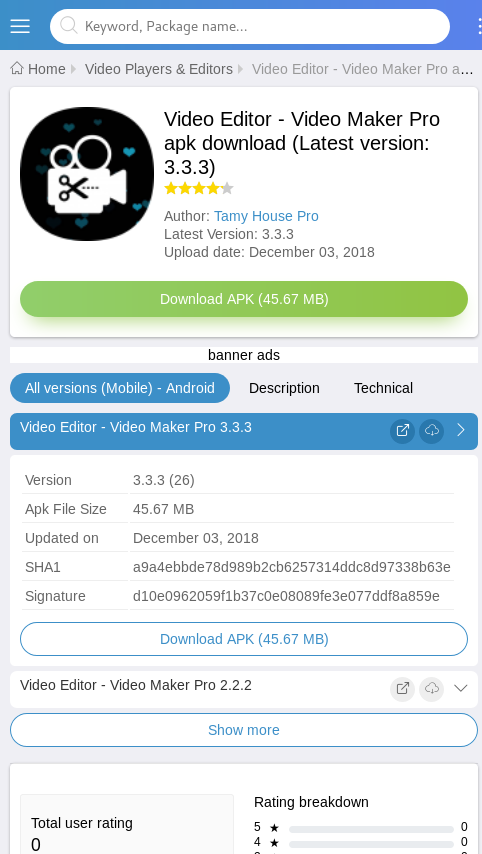 Keyword, Package name...
Home Video Players & Editors Video Editor - Video Maker Pro a...
Video Editor - Video Maker Pro
apk download (Latest version:
3.3.3)
Author: Tamy House Pro
Latest Version: 3.3.3
Upload date: December 03, 2018
Download APK (45.67 MB)
banner ads
All versions (Mobile) - Android Description Technical
Video Editor - Video Maker Pro 3.3.3
Version 3.3.3 (26)
Apk File Size 45.67 MB
Updated on December 03, 2018
SHA1 a9a4ebbde78d989b2cb6257314ddc8d97338b63e
Signature d10e0962059f1b37c0e08089fe3e077ddf8a859e
Download APK (45.67 MB)
Video Editor - Video Maker Pro 2.2.2
Show more
Rating breakdown
Total user rating
0
5 ★ 0
4 ★ 0